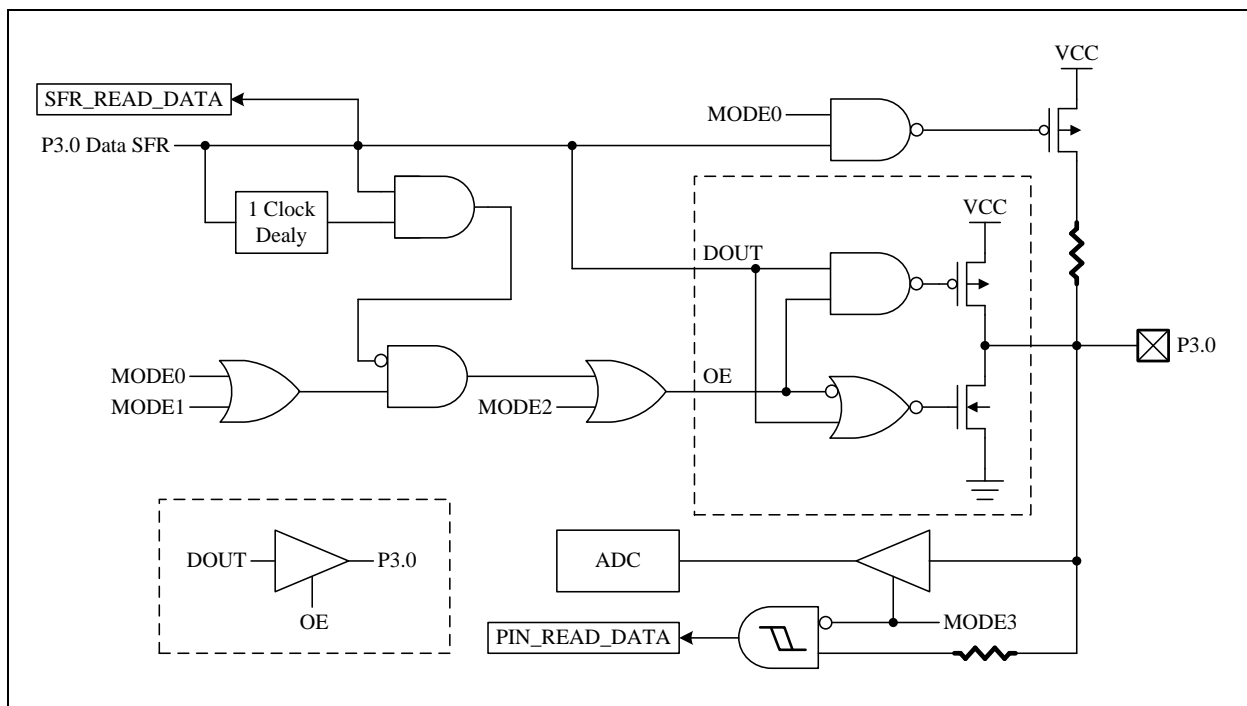 VCC
SFR_READ_DATA
MODE0
P3.0 Data SFR
1 Clock
Dealy
VCC
DOUT
P3.0
MODE0
MODE1
MODE2
OE
DOUT
P3.0
OE
ADC
MODE3
PIN_READ_DATA